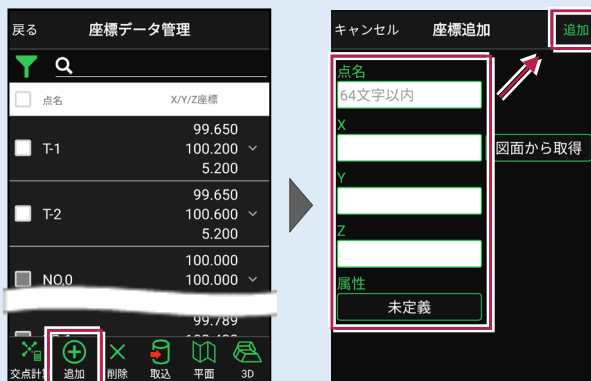 戻る
座標データ管理
点名
X/Y/Z座標
99.650
T-1
100.200
5.200
99.650
T-2
100.600
5.200
100.000
NO,0
100.000
99.789
交点計
追加
削除
取込
平面
3D
キャンセル
座標追加
追加
点名
64文字以内
X
図面から取得
Y
Z
属性
未定義